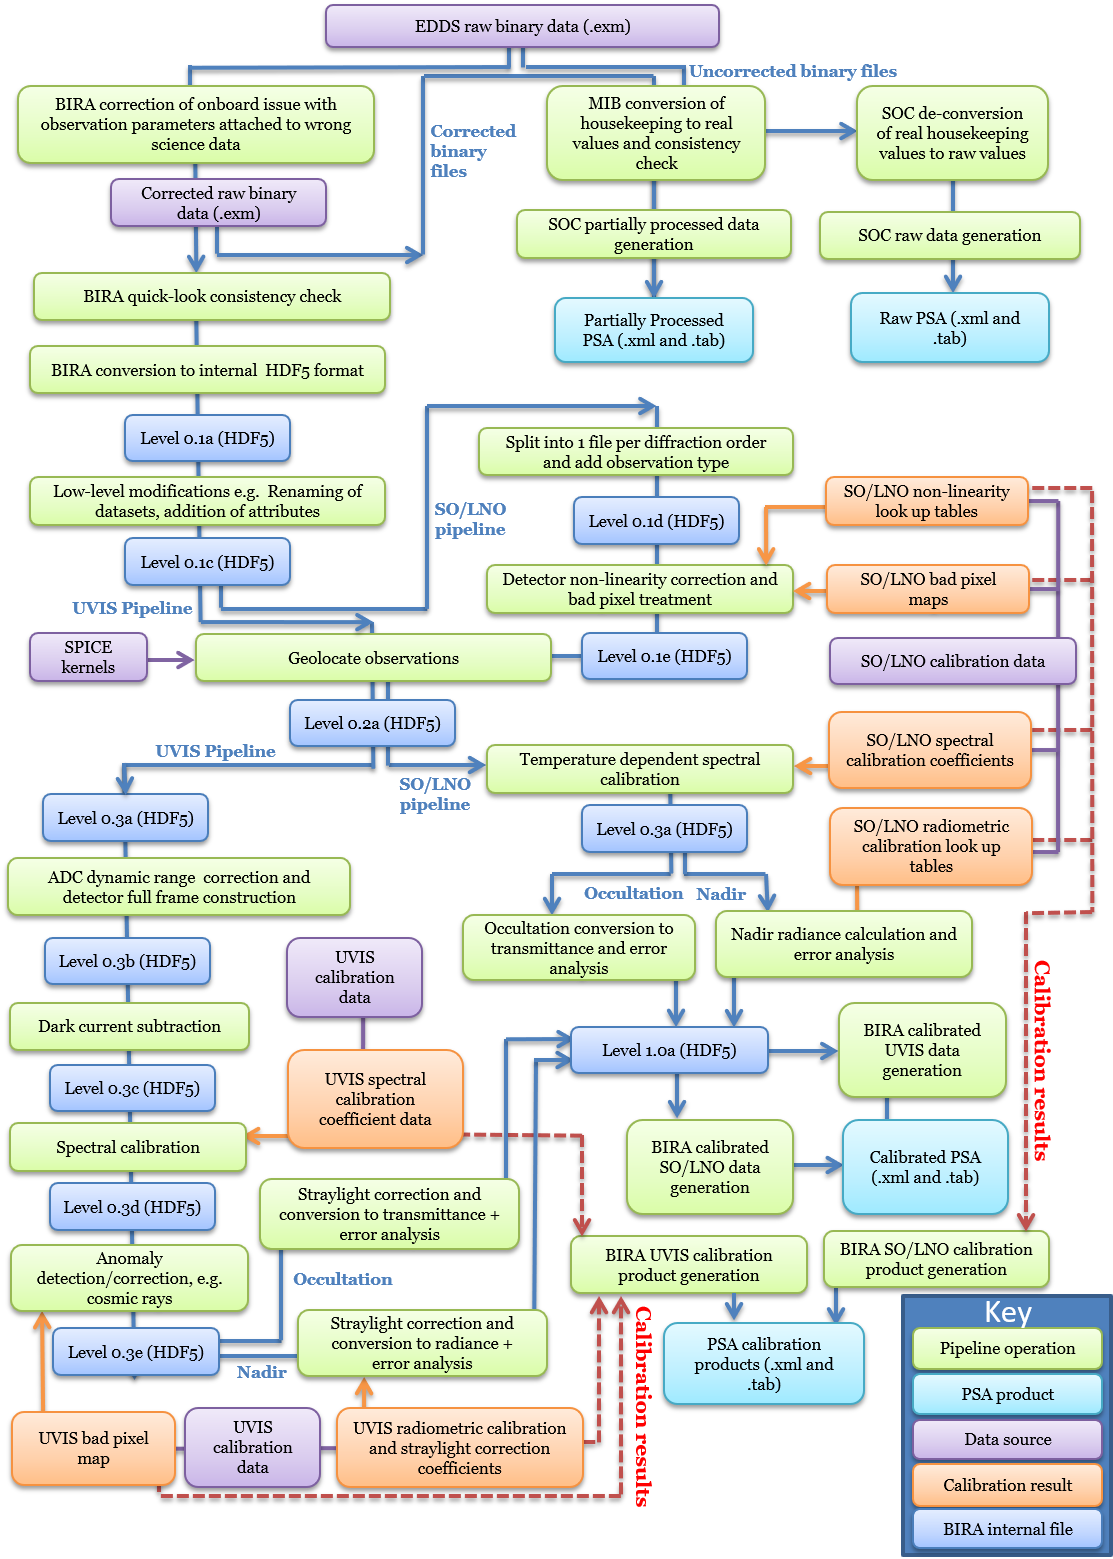 EDDS raw binary data (.exm)
Uncorrected binary files
BIRA correction of onboard issue with
observation parameters attached to wrong
science data
Corrected
binary
files
MIB conversion of
housekeeping to real
values and consistency
check
SOC de-conversion
of real housekeeping
values to raw values
Corrected raw binary
data (.exm)
SOC partially processed data
generation
SOC raw data generation
BIRA quick-look consistency check
Partially Processed
PSA (.xml and .tab)
Raw PSA (.xml and
.tab)
BIRA conversion to internal HDF5 format
Level 0.1a (HDF5)
Split into 1 file per diffraction order
and add observation type
Low-level modifications e.g. Renaming of
datasets, addition of attributes
SO/LNO
pipeline
Level 0.1d (HDF5)
SO/LNO non-linearity
look up tables
Level 0.1c (HDF5)
Detector non-linearity correction and
bad pixel treatment
SO/LNO bad pixel
maps
UVIS Pipeline
SPICE
kernels
Geolocate observations
Level 0.1e (HDF5)
SO/LNO calibration data
Level 0.2a (HDF5)
UVIS Pipeline
SO/LNO
pipeline
Temperature dependent spectral
calibration
SO/LNO spectral
calibration coefficients
Level 0.3a (HDF5)
Level 0.3a (HDF5)
SO/LNO radiometric
calibration look up
tables
ADC dynamic range correction and
detector full frame construction
Occultation
Nadir
Occultation conversion to
transmittance and error
analysis
Nadir radiance calculation and
error analysis
Level 0.3b (HDF5)
UVIS
calibration
data
Calibration results
Dark current subtraction
Level 1.0a (HDF5)
BIRA calibrated
UVIS data
generation
Level 0.3c (HDF5)
UVIS spectral
calibration
coefficient data
Spectral calibration
BIRA calibrated
SO/LNO data
generation
Calibrated PSA
(.xml and .tab)
Level 0.3d (HDF5)
Straylight correction and
conversion to transmittance +
error analysis
Anomaly
detection/correction, e.g.
cosmic rays
Occultation
BIRA UVIS calibration
product generation
BIRA SO/LNO calibration
product generation
Level 0.3e (HDF5)
Nadir
Straylight correction and
conversion to radiance +
error analysis
Calibration results
PSA calibration
products (.xml and
.tab)
UVIS bad pixel
map
UVIS
calibration
data
UVIS radiometric calibration
and straylight correction
coefficients
Key
Pipeline operation
PSA product
Data source
Calibration result
BIRA internal file